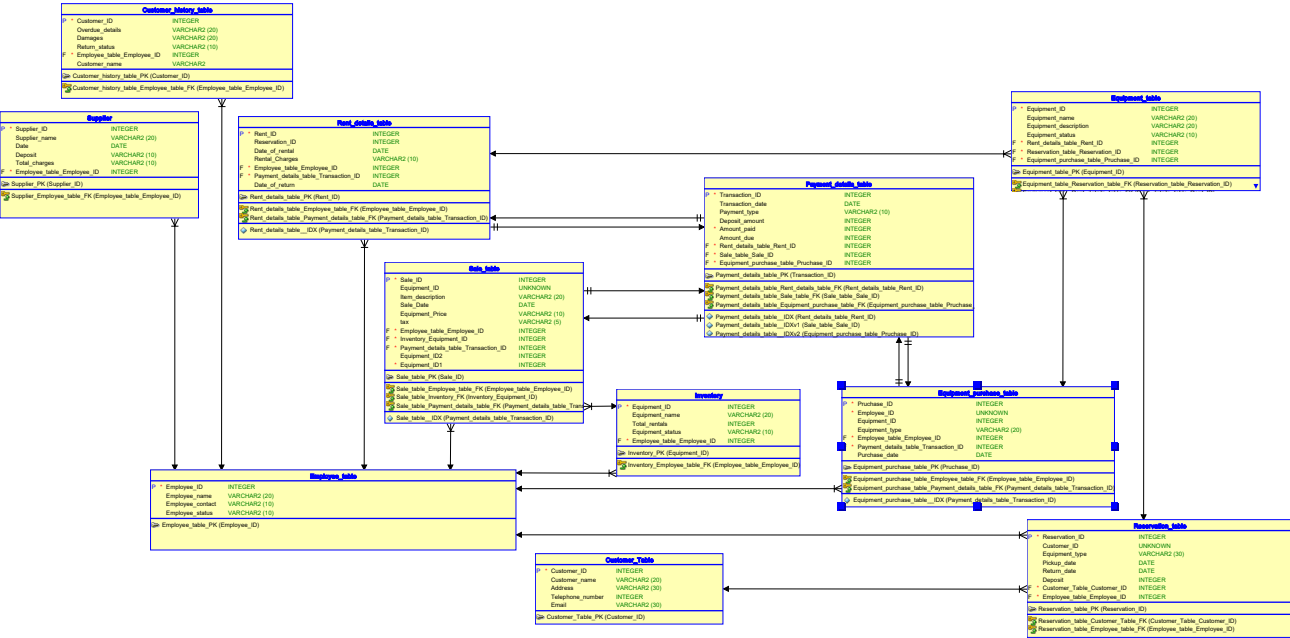 Customer_history_table
P * Customer_ID INTEGER
Overdue_details VARCHAR2 (20)
Damages VARCHAR2 (20)
Return_status VARCHAR2 (10)
F * Employee_table_Employee_ID INTEGER
Customer_name VARCHAR2
Customer_history_table_PK (Customer_ID)
Customer_history_table_Employee_table_FK (Employee_table_Employee_ID)
Supplier
P * Supplier_ID INTEGER
Supplier_name VARCHAR2 (20)
Date DATE
Deposit VARCHAR2 (10)
Total_charges VARCHAR2 (10)
F * Employee_table_Employee_ID INTEGER
Supplier_PK (Supplier_ID)
Supplier_Employee_table_FK (Employee_table_Employee_ID)
Rent_details_table
P * Rent_ID INTEGER
Reservation_ID INTEGER
Date_of_rental DATE
Rental_Charges VARCHAR2 (10)
F * Employee_table_Employee_ID INTEGER
F * Payment_details_table_Transaction_ID INTEGER
Date_of_return DATE
Rent_details_table_PK (Rent_ID)
Rent_details_table_Employee_table_FK (Employee_table_Employee_ID)
Rent_details_table_Payment_details_table_FK (Payment_details_table_Transaction_ID)
Rent_details_table__IDX (Payment_details_table_Transaction_ID)
Equipment_table
P * Equipment_ID INTEGER
Equipment_name VARCHAR2 (20)
Equipment_description VARCHAR2 (20)
Equipment_status VARCHAR2 (10)
F * Rent_details_table_Rent_ID INTEGER
F * Reservation_table_Reservation_ID INTEGER
F * Equipment_purchase_table_Pruchase_ID INTEGER
Equipment_table_PK (Equipment_ID)
Equipment_table_Reservation_table_FK (Reservation_table_Reservation_ID)
Payment_details_table
P * Transaction_ID INTEGER
Transaction_date DATE
Payment_type VARCHAR2 (10)
Deposit_amount INTEGER
* Amount_paid INTEGER
Amount_due INTEGER
F * Rent_details_table_Rent_ID INTEGER
F * Sale_table_Sale_ID INTEGER
F * Equipment_purchase_table_Pruchase_ID INTEGER
Payment_details_table_PK (Transaction_ID)
Payment_details_table_Rent_details_table_FK (Rent_details_table_Rent_ID)
Payment_details_table_Sale_table_FK (Sale_table_Sale_ID)
Payment_details_table_Equipment_purchase_table_FK (Equipment_purchase_table_Pruchase
Payment_details_table__IDX (Rent_details_table_Rent_ID)
Payment_details_table__IDXv1 (Sale_table_Sale_ID)
Payment_details_table__IDXv2 (Equipment_purchase_table_Pruchase_ID)
Sale_table
P * Sale_ID INTEGER
Equipment_ID UNKNOWN
Item_description VARCHAR2 (20)
Sale_Date DATE
Equipment_Price VARCHAR2 (10)
tax VARCHAR2 (5)
F * Employee_table_Employee_ID INTEGER
F * Inventory_Equipment_ID INTEGER
F * Payment_details_table_Transaction_ID INTEGER
Equipment_ID2 INTEGER
* Equipment_ID1 INTEGER
Sale_table_PK (Sale_ID)
Sale_table_Employee_table_FK (Employee_table_Employee_ID)
Sale_table_Inventory_FK (Inventory_Equipment_ID)
Sale_table_Payment_details_table_FK (Payment_details_table_Tran
Sale_table__IDX (Payment_details_table_Transaction_ID)
Inventory
P * Equipment_ID INTEGER
Equipment_name VARCHAR2 (20)
Total_rentals INTEGER
Equipment_status VARCHAR2 (10)
F * Employee_table_Employee_ID INTEGER
Inventory_PK (Equipment_ID)
Inventory_Employee_table_FK (Employee_table_Employee_ID)
Equipment_purchase_table
P * Pruchase_ID INTEGER
* Employee_ID UNKNOWN
Equipment_ID INTEGER
Equipment_type VARCHAR2 (20)
F * Employee_table_Employee_ID INTEGER
* Payment_details_table_Transaction_ID INTEGER
Purchase_date DATE
Equipment_purchase_table_PK (Pruchase_ID)
Equipment_purchase_table_Employee_table_FK (Employee_table_Employee_ID)
Equipment_purchase_table_Payment_details_table_FK (Payment_details_table_Transaction_ID)
Equipment_purchase_table__IDX (Payment_details_table_Transaction_ID)
Employee_table
P * Employee_ID INTEGER
Employee_name VARCHAR2 (20)
Employee_contact VARCHAR2 (10)
Employee_status VARCHAR2 (10)
Employee_table_PK (Employee_ID)
Customer_Table
P * Customer_ID INTEGER
Customer_name VARCHAR2 (20)
Address VARCHAR2 (30)
Telephone_number INTEGER
Email VARCHAR2 (30)
Customer_Table_PK (Customer_ID)
Reservation_table
P * Reservation_ID INTEGER
Customer_ID UNKNOWN
Equipment_type VARCHAR2 (30)
Pickup_date DATE
Return_date DATE
Deposit INTEGER
F * Customer_Table_Customer_ID INTEGER
F * Employee_table_Employee_ID INTEGER
Reservation_table_PK (Reservation_ID)
Reservation_table_Customer_Table_FK (Customer_Table_Customer_ID)
Reservation_table_Employee_table_FK (Employee_table_Employee_ID)